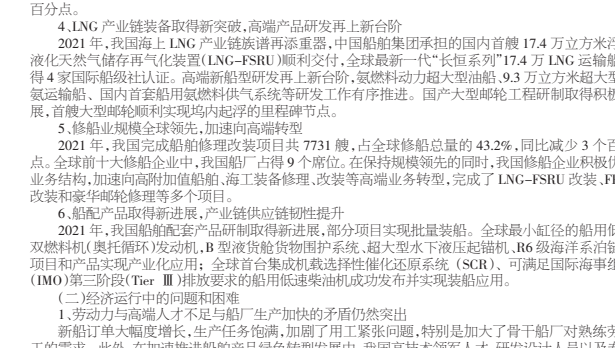 百分点。
4、LNG 产业链装备取得新突破，高端产品研发再上新台阶
2021 年，我国海上 LNG 产业链族谱再添重器，中国船舶集团承担的国内首艘 17.4 万立方米浮
液化天然气储存再气化装置(LNG-FSRU)顺利交付，全球最新一代“长恒系列”17.4 万 LNG 运输船
得 4 家国际船级社认证。高端新船型研发再上新台阶，氨燃料动力超大型油船、9.3 万立方米超大型
氨运输船、国内首套船用氨燃料供气系统等研发工作有序推进。国产大型邮轮工程研制取得积极
展，首艘大型邮轮顺利实现坞内起浮的里程碑节点。
5、修船业规模全球领先，加速向高端转型
2021 年，我国完成船舶修理改装项目共 7731 艘，占全球修船总量的 43.2%，同比减少 3 个百
点。全球前十大修船企业中，我国船厂占得 9 个席位。在保持规模领先的同时，我国修船企业积极优
业务结构，加速向高附加值船舶、海工装备修理、改装等高端业务转型，完成了 LNG-FSRU 改装、FP
改装和豪华邮轮修理等多个项目。
6、船配产品取得新进展，产业链供应链韧性提升
2021 年，我国船舶配套产品研制取得新进展，部分项目实现批量装船。全球最小缸径的船用低
双燃料机(奥托循环)发动机，B 型液货舱货物围护系统、超大型水下液压起锚机、R6 级海洋系泊链
项目和产品实现产业化应用；全球首台集成机载选择性催化还原系统（SCR）、可满足国际海事组
(IMO)第三阶段(Tier Ⅲ)排放要求的船用低速柴油机成功发布并实现装船应用。
（二）经济运行中的问题和困难
1、劳动力与高端人才不足与船厂生产加快的矛盾仍然突出
新船订单大幅度增长，生产任务饱满，加剧了用工紧张问题，特别是加大了骨干船厂对熟练劳